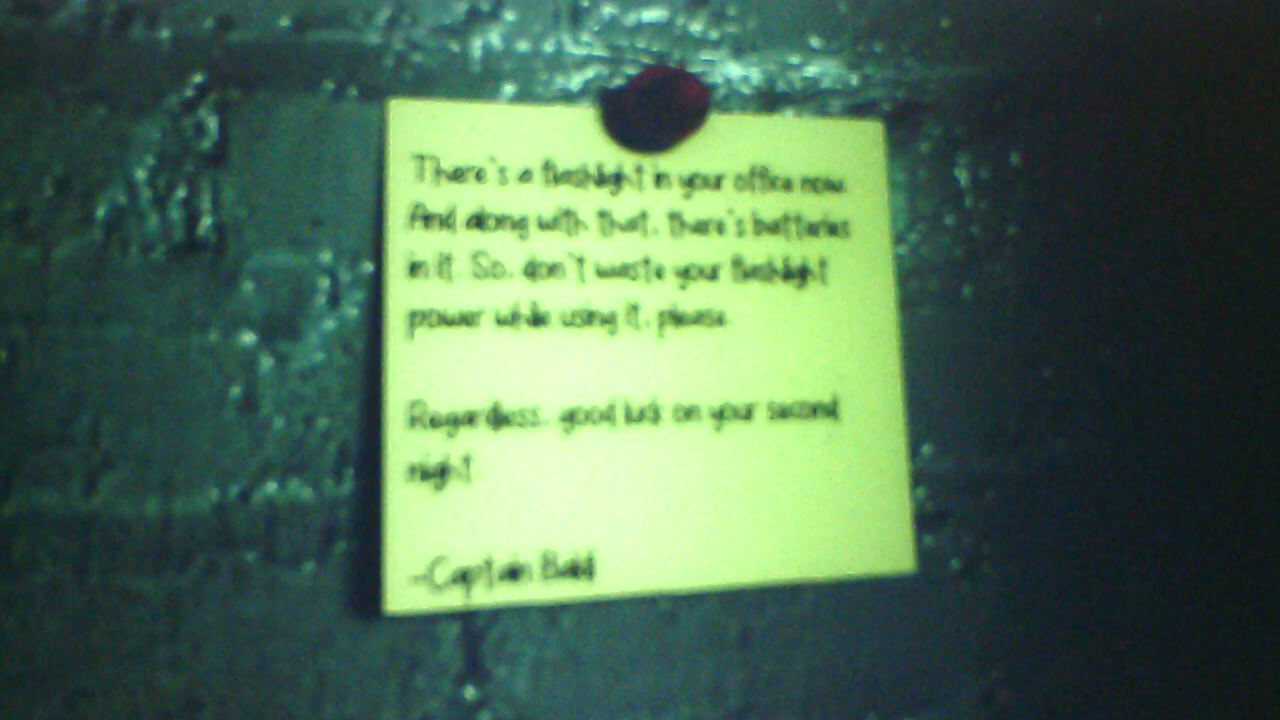 There's a flashlight in your office now.
And along with that, there's batteries
in it. So, don't waste your flashlight
power while using it, please.
Regardless, good luck on your second
night
-Captain Bald